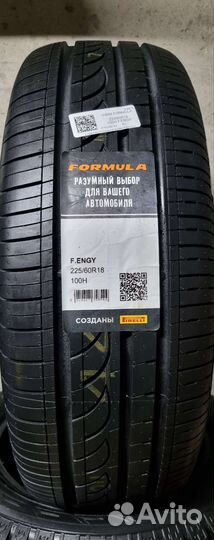 FORMULA
РАЗУМНЫЙ ВЫБОР
ДЛЯ ВАШЕГО
АВТОМОБИЛЯ
F.ENGY
225/60R18
100H
СОЗДАНЫ
PIRELLI
Avito